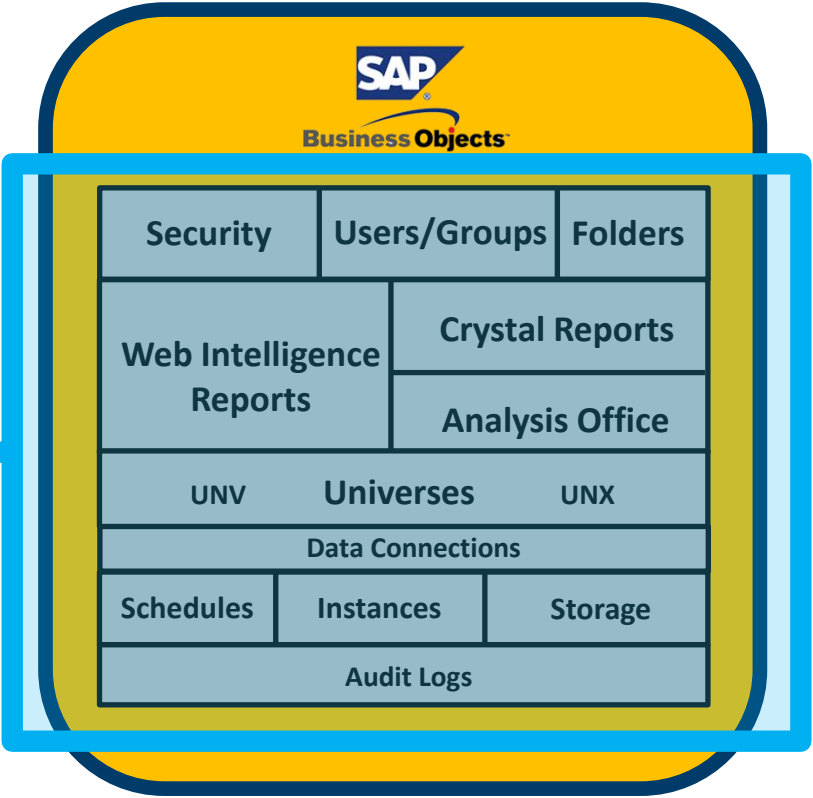 SAP
®
Business Objects™
Security Users/Groups Folders
Web Intelligence
Reports
Crystal Reports
Analysis Office
UNV Universes UNX
Data Connections
Schedules Instances Storage
Audit Logs